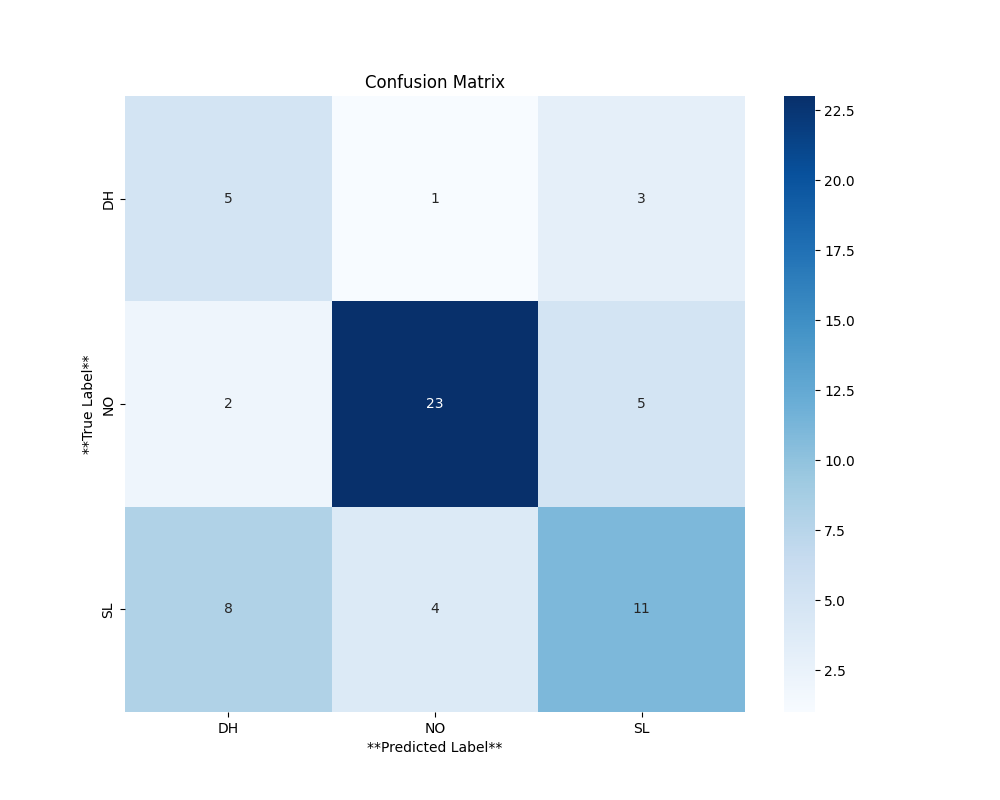 Confusion Matrix
DH
5
1
3
NO
2
23
5
SL
8
4
11
DH
NO
SL
**Predicted Label**
**True Label**
22.5
20.0
17.5
15.0
12.5
10.0
7.5
5.0
2.5